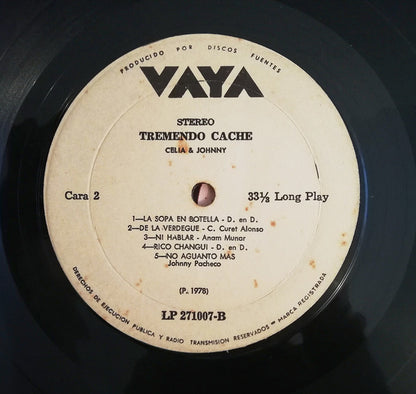 PRODUCIDO POR DISCOS FUENTES
VAYA
STEREO
TREMENDO CACHE
CELIA & JOHNNY
Cara 2
33⅓ Long Play
1—LA SOPA EN BOTELLA - D. en D.
2—DE LA VERDEGUE - C. Curet Alonso
3—NI HABLAR - Anam Munar
4—RICO CHANGUI - D. en D.
5—NO AGUANTO MAS
Johnny Pacheco
(P. 1978)
LP 271007-B
DERECHOS DE EJECUCION PUBLICA Y RADIO TRANSMISION RESERVADOS - MARCA REGISTRADA